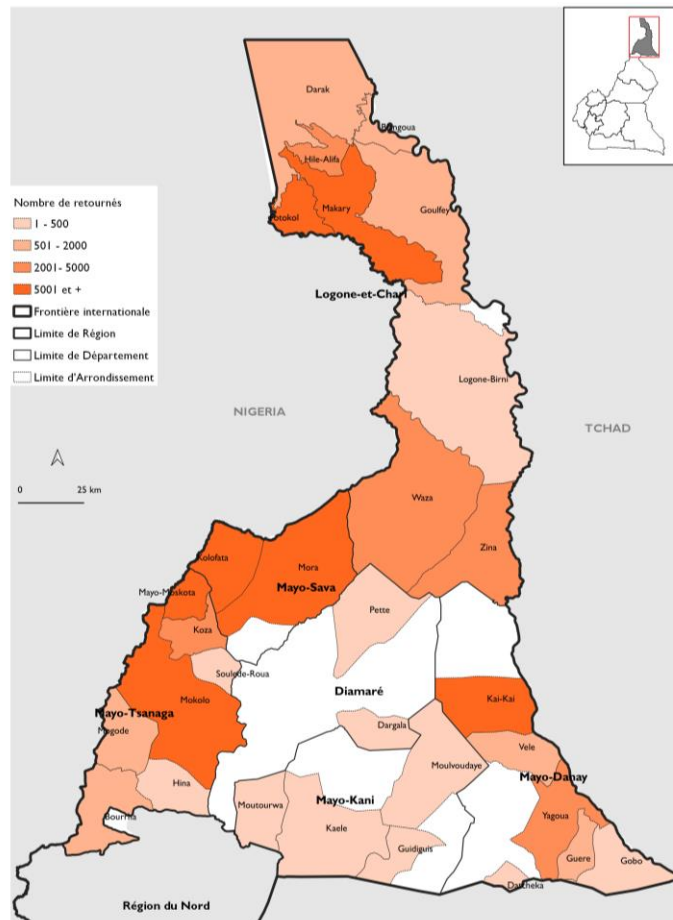 Darak
Hile-Alifa
Nombre de retournés
1 - 500
501 - 2000
2001- 5000
5001 et +
Frontière internationale
Limite de Région
Limite de Département
Limite d'Arrondissement
Makary
Goulfey
Logone-et-Chari
Logone-Birni
NIGERIA
TCHAD
0 25 km
Waza
Zina
Kolofata
Mora
Mayo-Moskota
Mayo-Sava
Pette
Koza
Soulede-Roua
Diamaré
Mokolo
Kai-Kai
Mayo-Tsanaga
Mogode
Dargala
Vele
Moulvoudaye
Mayo-Danay
Hina
Moutourwa
Mayo-Kani
Bourrha
Yagoua
Kaele
Guidiguis
Guere
Gobo
Datcheka
Région du Nord